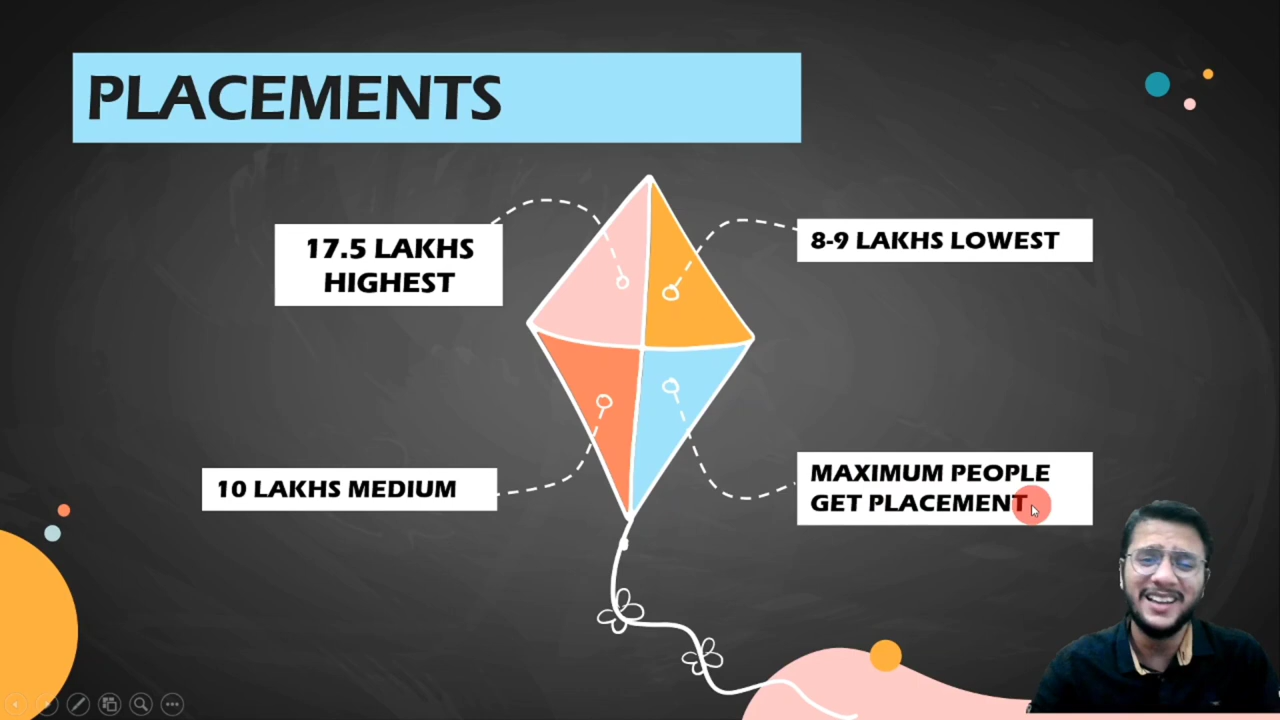 PLACEMENTS
17.5 LAKHS
HIGHEST
8-9 LAKHS LOWEST
10 LAKHS MEDIUM
MAXIMUM PEOPLE
GET PLACEMENT